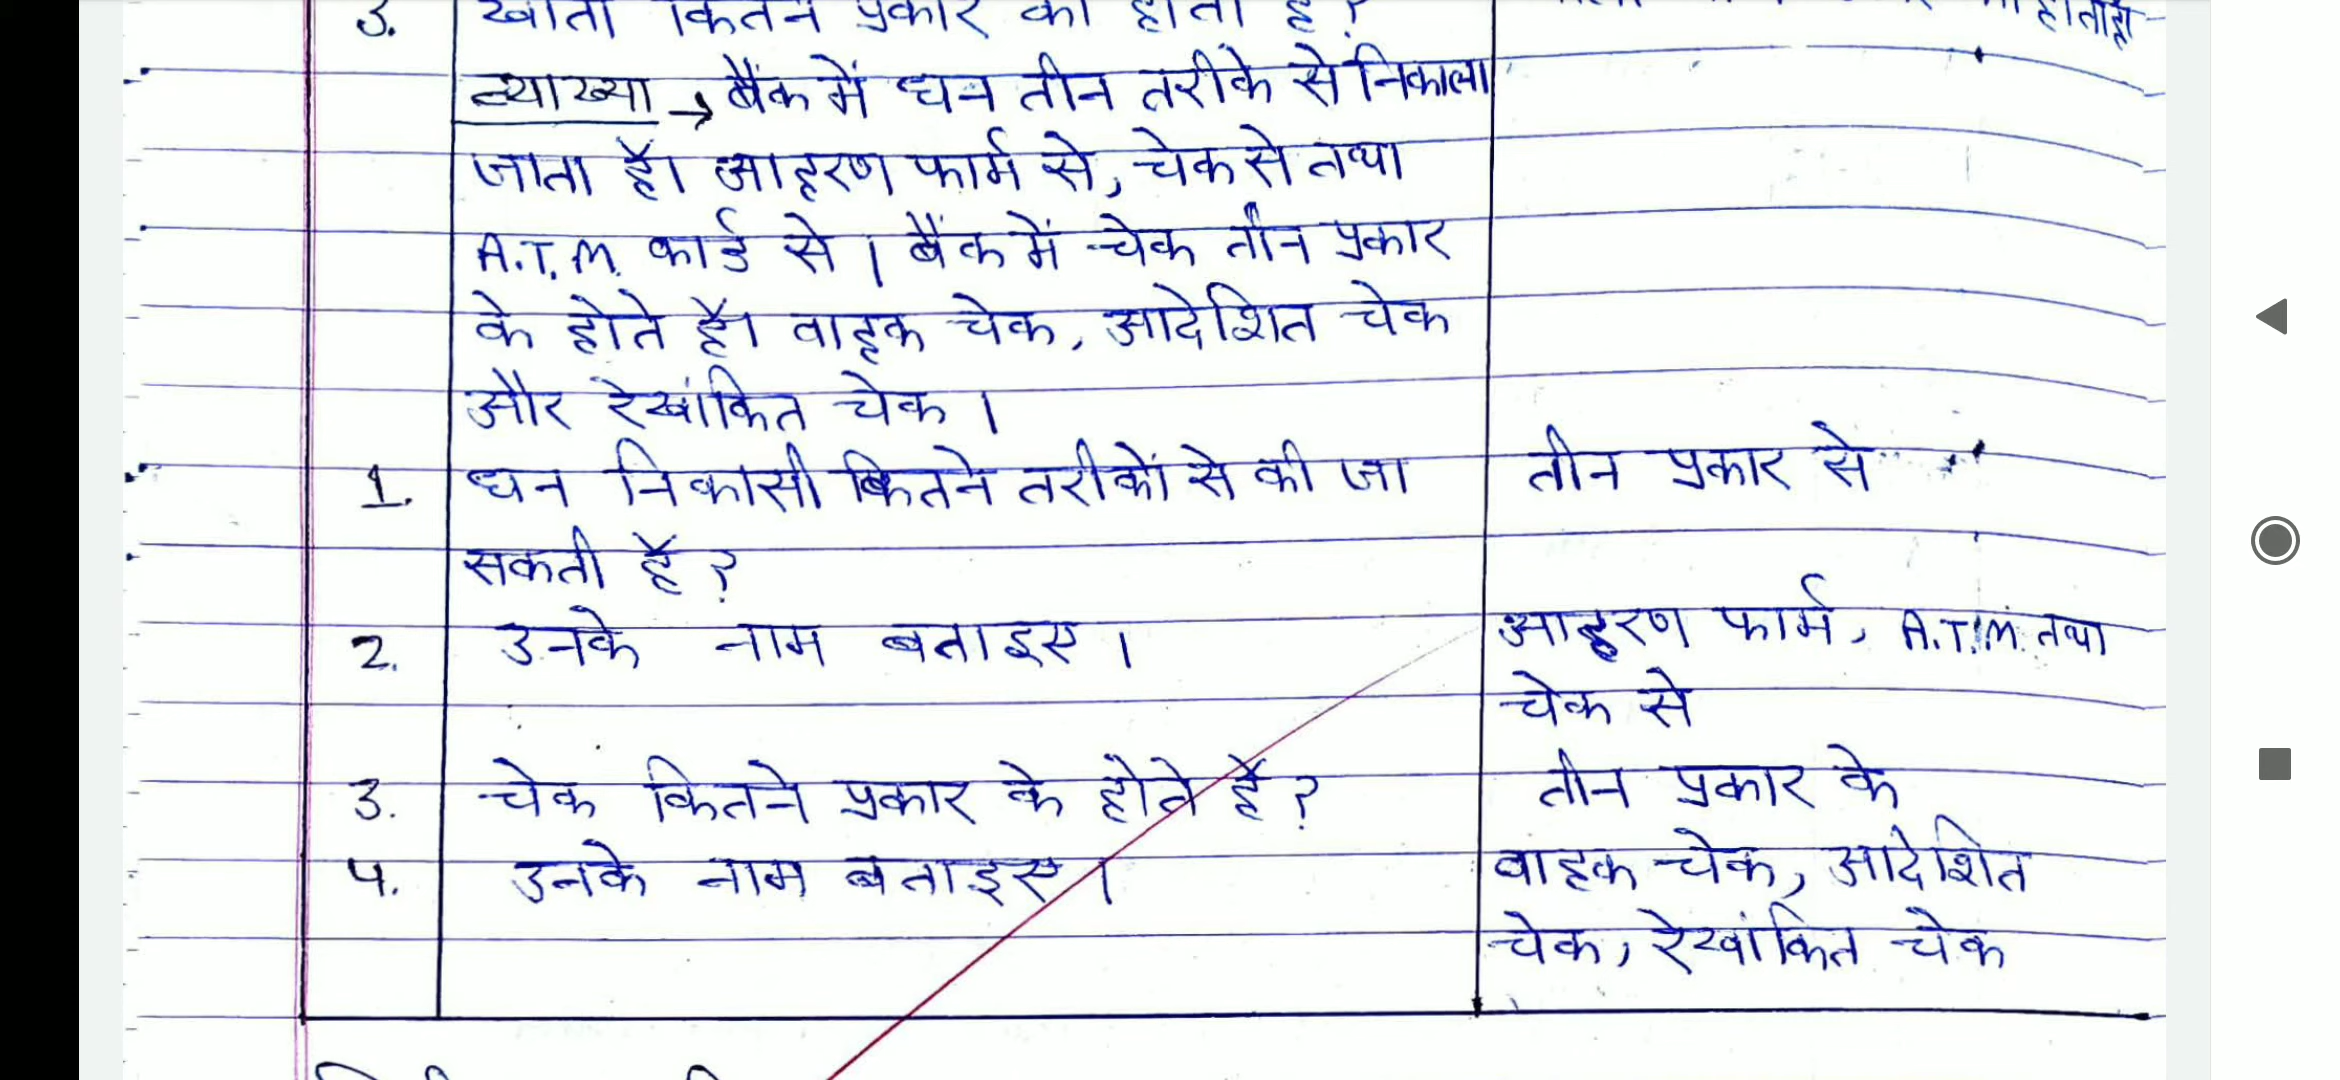 3. खाता कितने प्रकार का होता है?
व्याख्या → बैंक में धन तीन तरीके से निकाला
जाता है। आहरण फार्म से, चेक से तथा
A.T.M. कार्ड से। बैंक में चेक तीन प्रकार
के होते है। वाहक चेक, आदेशित चेक
और रेखांकित चेक।
1. धन निकासी कितने तरीकों से की जा तीन प्रकार से
सकती है?
2. उनके नाम बताइए। आहरण फार्म, A.T.M. तथा
चेक से
3. चेक कितने प्रकार के होते है? तीन प्रकार के
4. उनके नाम बताइए। वाहक चेक, आदेशित
चेक, रेखांकित चेक